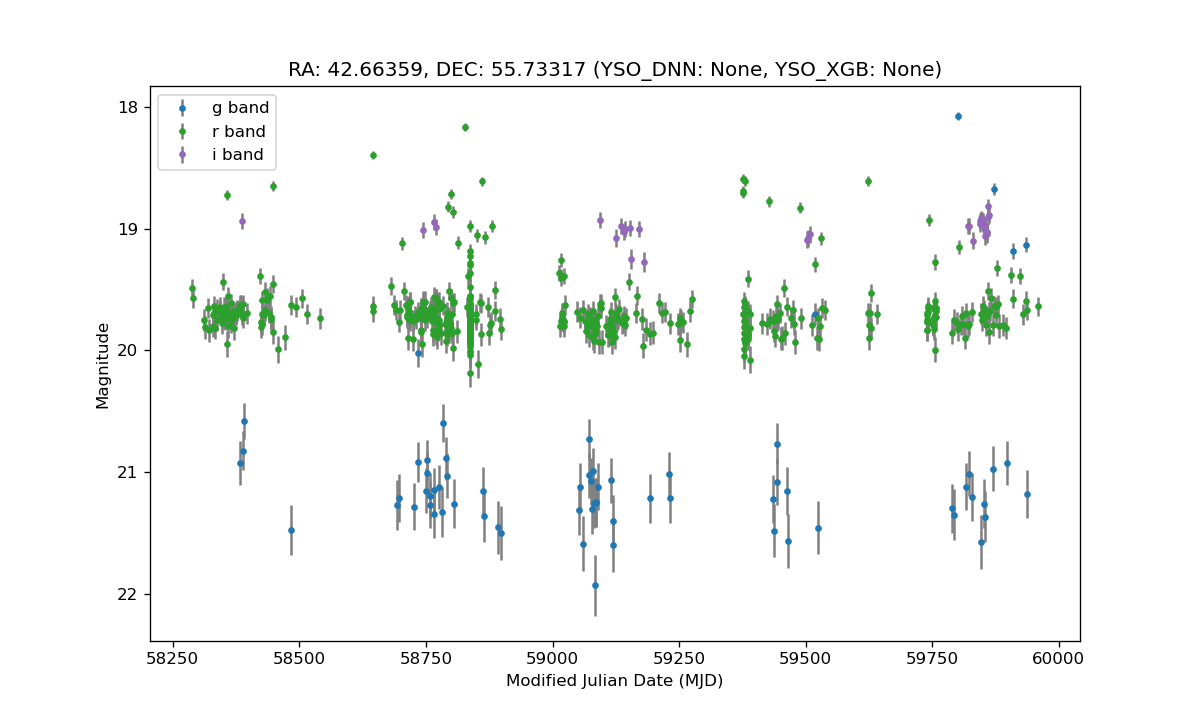 RA: 42.66359, DEC: 55.73317 (YSO_DNN: None, YSO_XGB: None)
g band
r band
i band
18
19
20
21
22
Magnitude
58250 58500 58750 59000 59250 59500 59750 60000
Modified Julian Date (MJD)